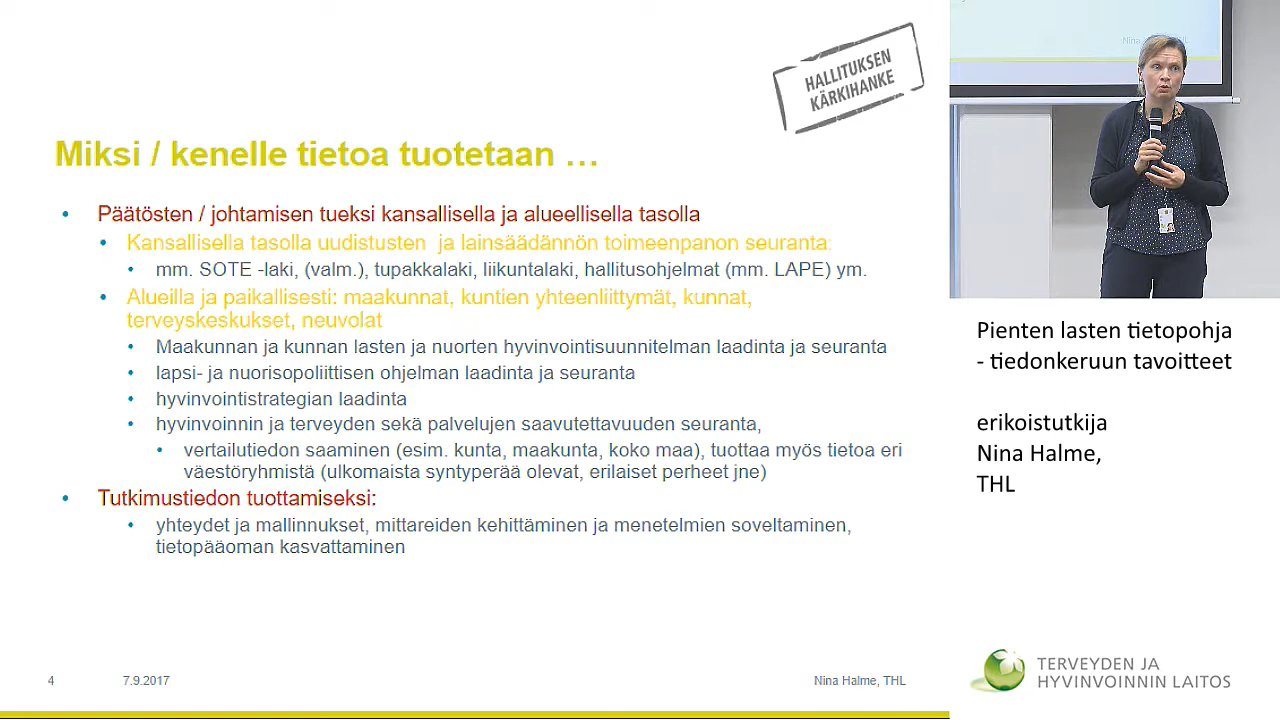 HALLITUKSEN
KÄRKIHANKE
Miksi / kenelle tietoa tuotetaan …
• Päätösten / johtamisen tueksi kansallisella ja alueellisella tasolla
• Kansallisella tasolla uudistusten ja lainsäädännön toimeenpanon seuranta:
• mm. SOTE -laki, (valm.), tupakkalaki, liikuntalaki, hallitusohjelmat (mm. LAPE) ym.
• Alueilla ja paikallisesti: maakunnat, kuntien yhteenliittymät, kunnat,
terveyskeskukset, neuvolat
• Maakunnan ja kunnan lasten ja nuorten hyvinvointisuunnitelman laadinta ja seuranta
• lapsi- ja nuorisopoliittisen ohjelman laadinta ja seuranta
• hyvinvointistrategian laadinta
• hyvinvoinnin ja terveyden sekä palvelujen saavutettavuuden seuranta,
• vertailutiedon saaminen (esim. kunta, maakunta, koko maa), tuottaa myös tietoa eri
väestöryhmistä (ulkomaista syntyperää olevat, erilaiset perheet jne)
• Tutkimustiedon tuottamiseksi:
• yhteydet ja mallinnukset, mittareiden kehittäminen ja menetelmien soveltaminen,
tietopääoman kasvattaminen
4 7.9.2017 Nina Halme, THL
Nina
Pienten lasten tietopohja
- tiedonkeruun tavoitteet
erikoistutkija
Nina Halme,
THL
TERVEYDEN JA
HYVINVOINNIN LAITOS